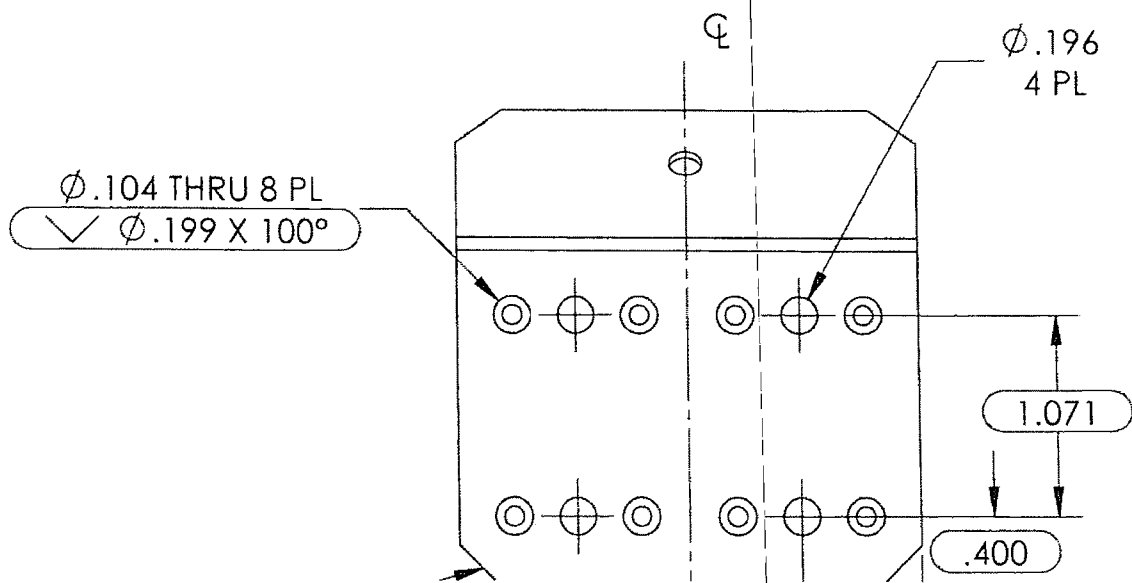 ℄
Ø.196
4 PL
Ø.104 THRU 8 PL
⌵ Ø.199 X 100°
1.071
.400